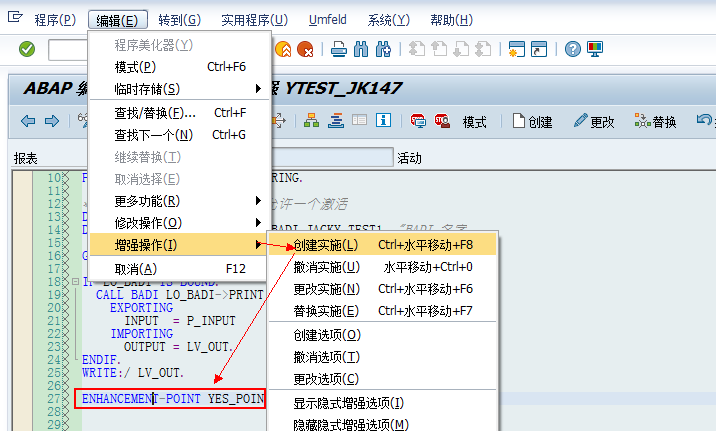 程序(P) 编辑(E) 转到(G) 实用程序(U) Umfeld 系统(Y) 帮助(H)
程序美化器(Y)
模式(P) Ctrl+F6
临时存储(S)
查找/替换(F)... Ctrl+F
查找下一个(N) Ctrl+G
继续替换(T)
取消选择(E)
更多功能(R)
修改操作(O)
增强操作(I)
取消(A) F12
ABAP YTEST_JK147
模式 创建 更改 替换
报表 活动
创建实施(L) Ctrl+水平移动+F8
撤消实施(U) 水平移动+Ctrl+0
更改实施(N) Ctrl+水平移动+F6
替换实施(E) Ctrl+水平移动+F7
创建选项(O)
撤消选项(T)
更改选项(C)
显示隐式增强选项(I)
隐藏隐式增强选项(M)
10 RING.
11
12 允许一个激活
13
14 BADI_JACKY_TEST1.
15
16
17
18
19 CALL BADI LO_BADI->PRINT
20 EXPORTING
21 INPUT = P_INPUT
22 IMPORTING
23 OUTPUT = LV_OUT.
24 ENDIF.
25 WRITE:/ LV_OUT.
26
27 ENHANCEMENT-POINT YES_POIN
28
29